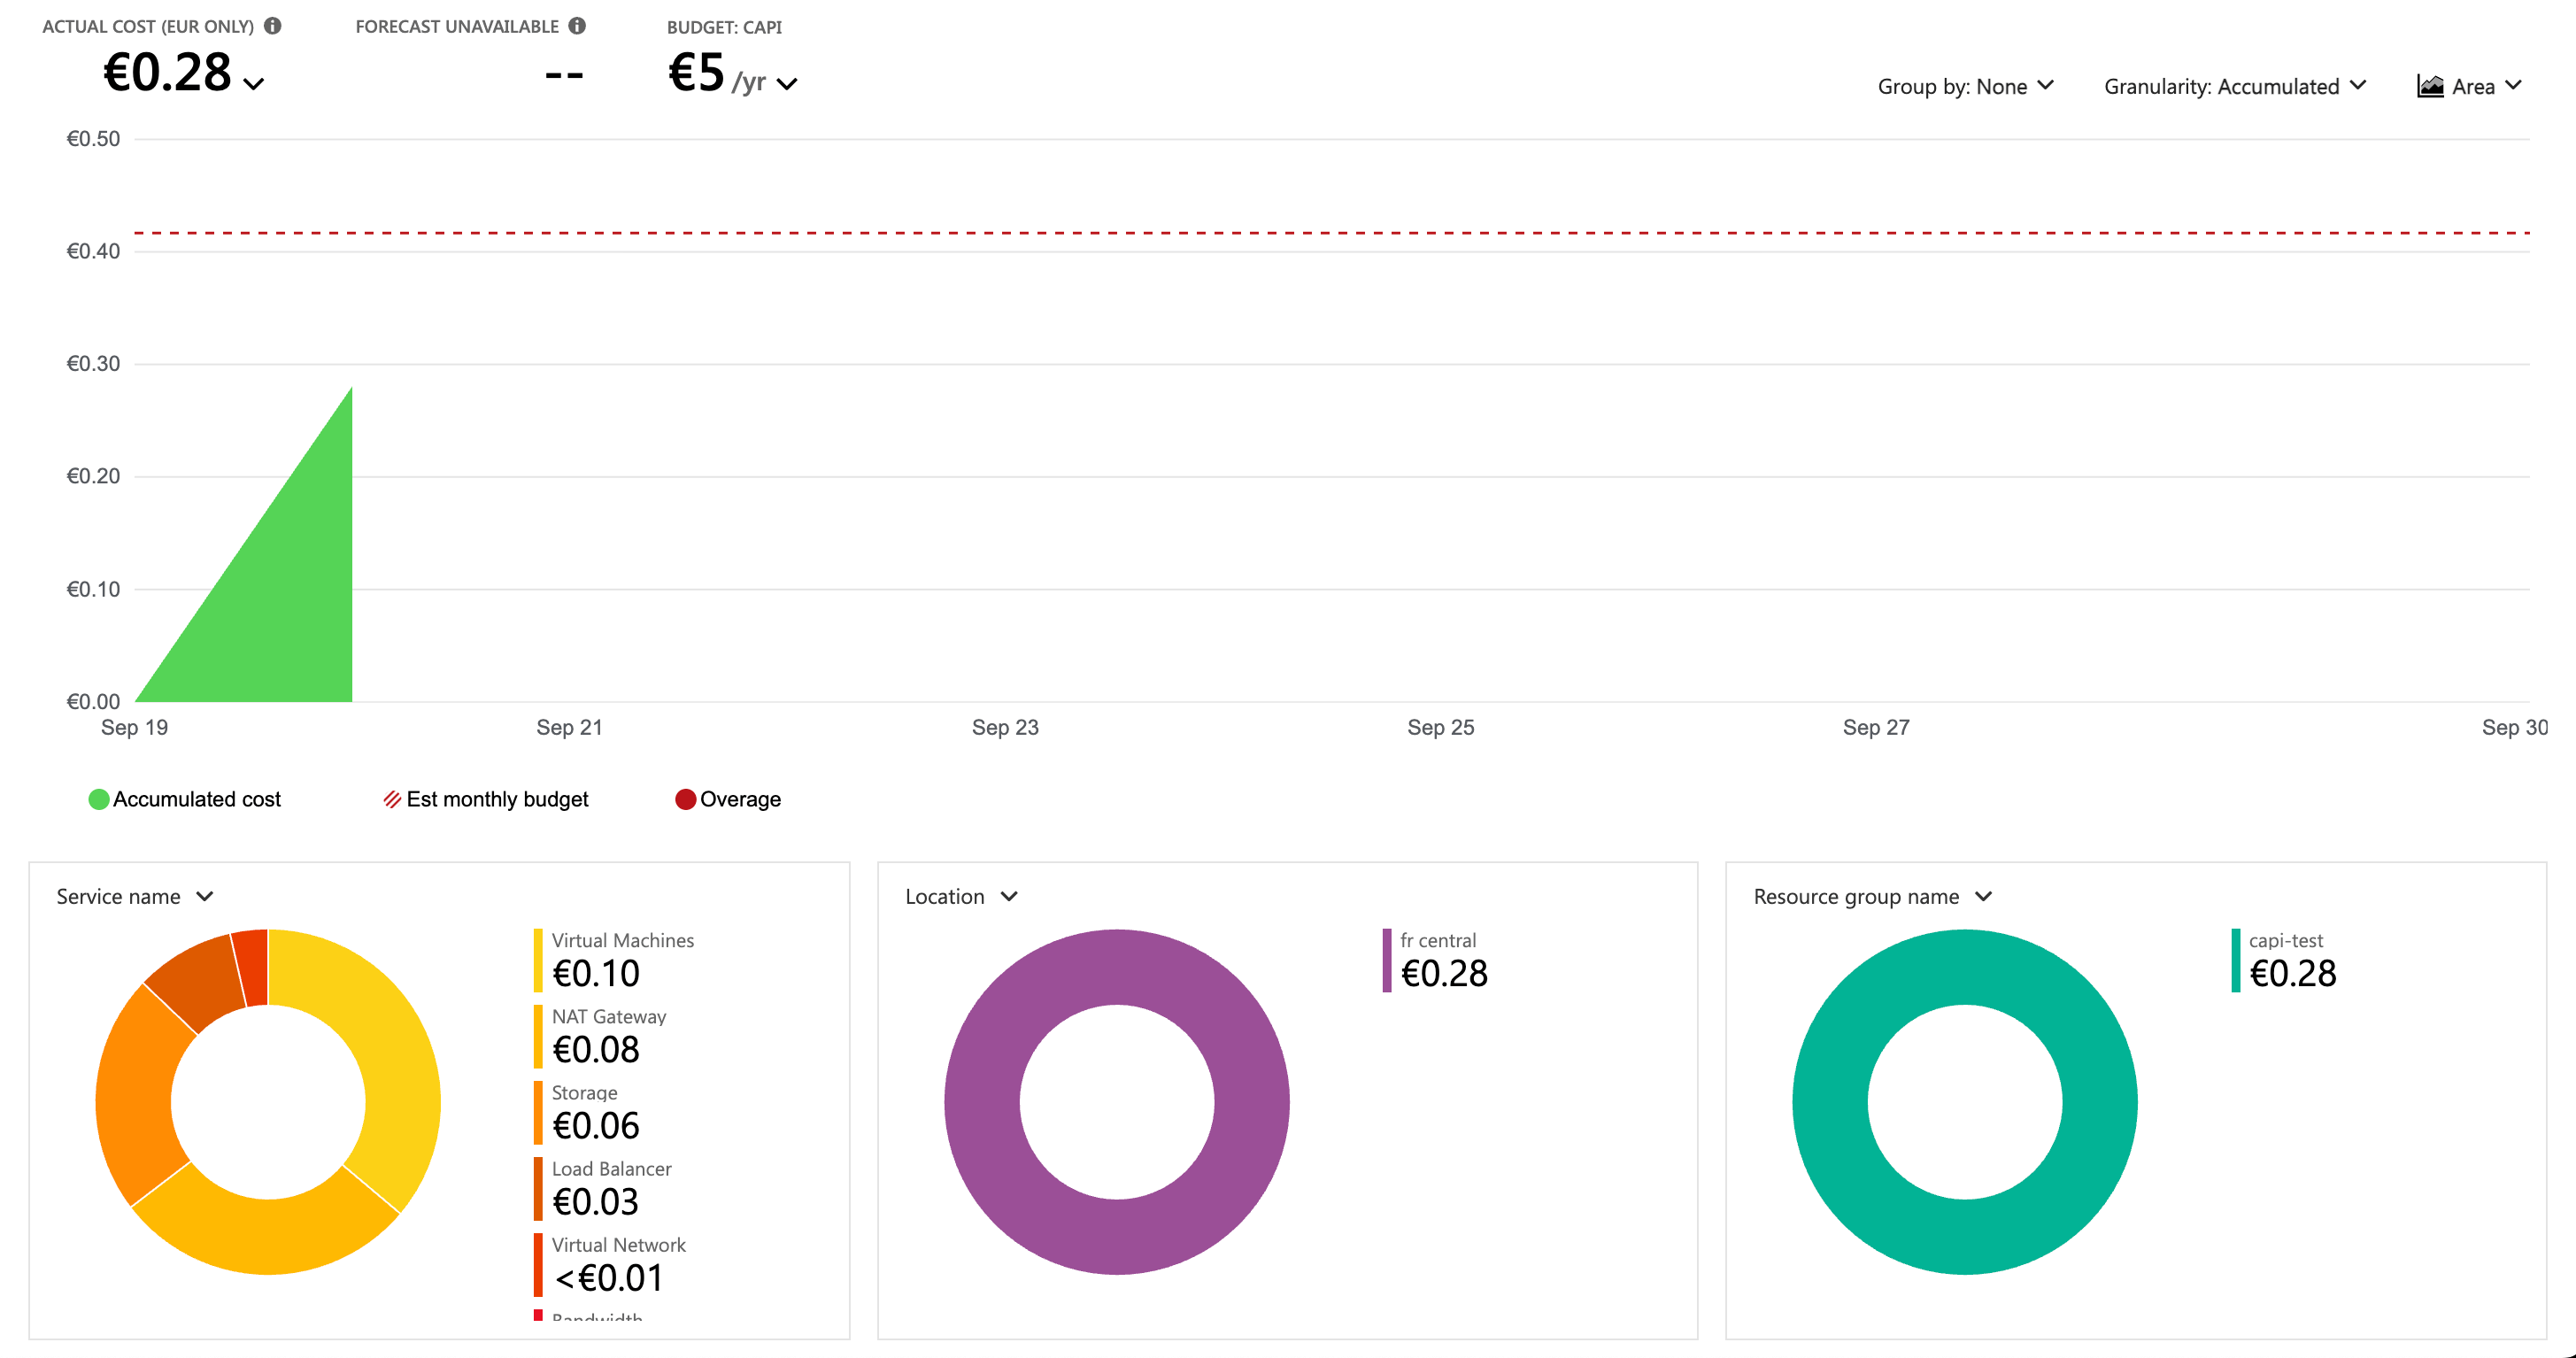 ACTUAL COST (EUR ONLY)
€0.28
FORECAST UNAVAILABLE
--
BUDGET: CAPI
€5 /yr
Group by: None
Granularity: Accumulated
Area
€0.50
€0.40
€0.30
€0.20
€0.10
€0.00
Sep 19
Sep 21
Sep 23
Sep 25
Sep 27
Sep 30
Accumulated cost
Est monthly budget
Overage
Service name
Virtual Machines
€0.10
NAT Gateway
€0.08
Storage
€0.06
Load Balancer
€0.03
Virtual Network
<€0.01
Bandwidth
Location
fr central
€0.28
Resource group name
capi-test
€0.28